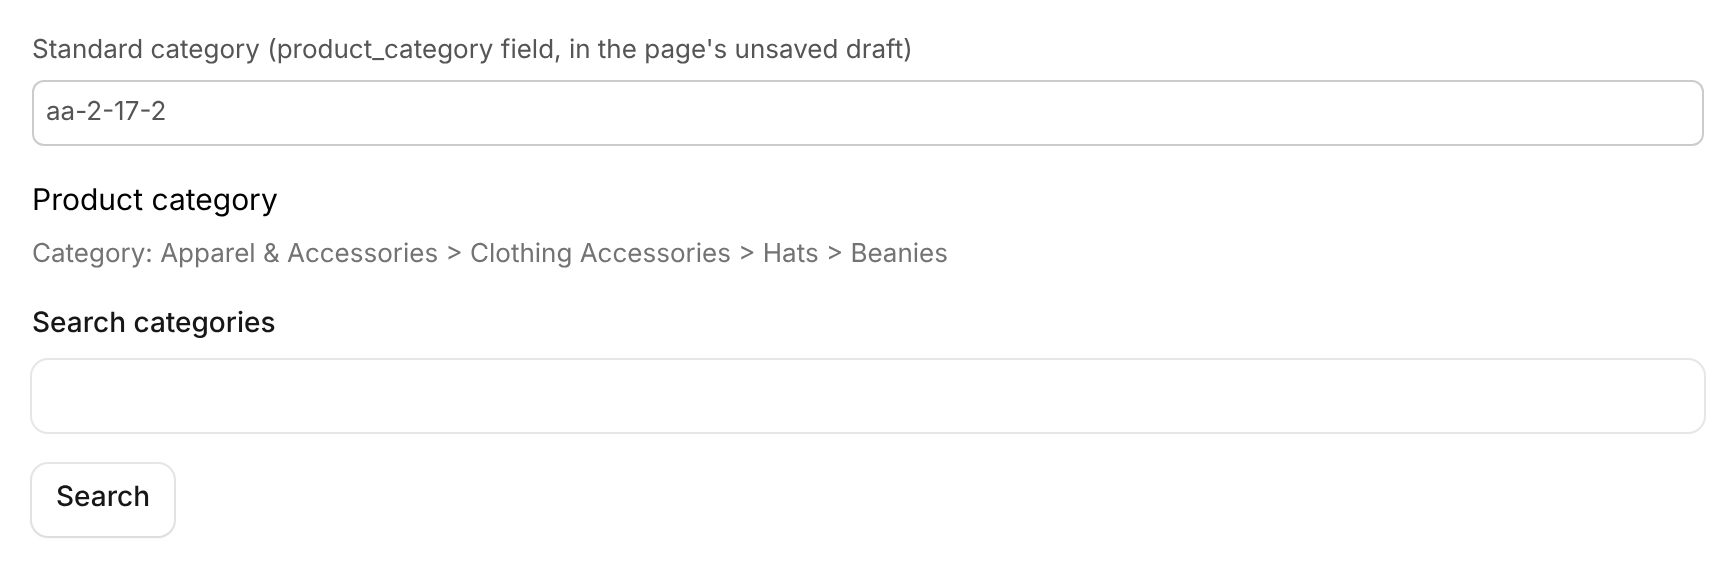 Standard category (product_category field, in the page's unsaved draft)
aa-2-17-2
Product category
Category: Apparel & Accessories > Clothing Accessories > Hats > Beanies
Search categories
Search